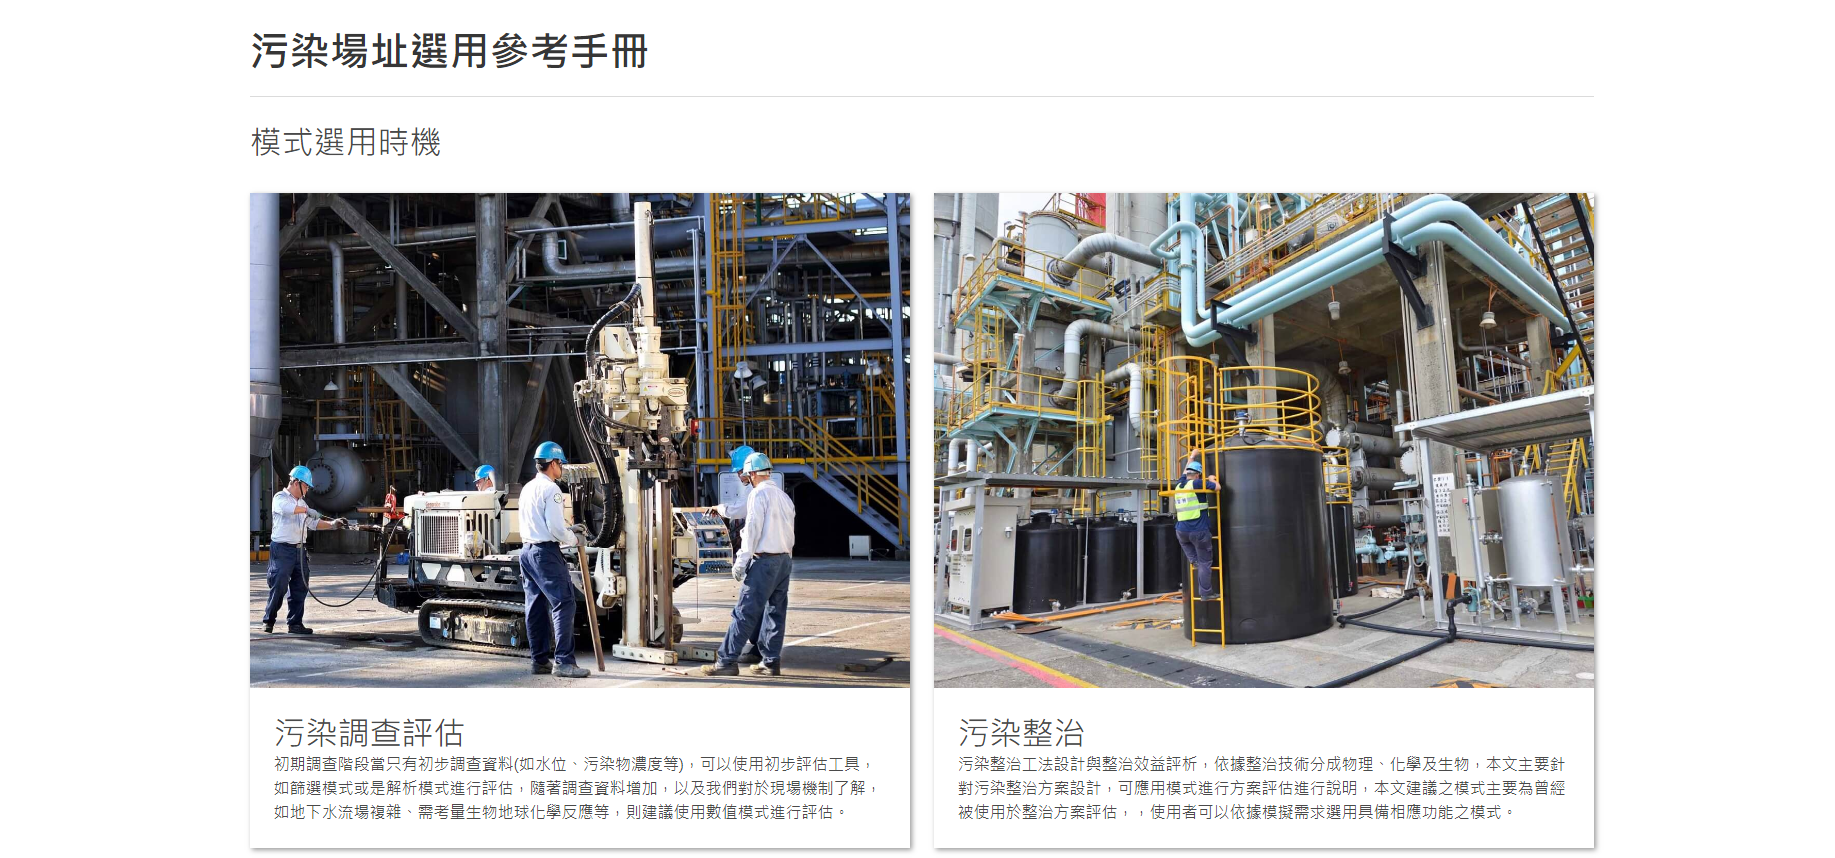 污染場址選用參考手冊
模式選用時機
污染調查評估
初期調查階段當只有初步調查資料(如水位、污染物濃度等)，可以使用初步評估工具，
如篩選模式或是解析模式進行評估，隨著調查資料增加，以及我們對於現場機制了解，
如地下水流場複雜、需考量生物地球化學反應等，則建議使用數值模式進行評估。
污染整治
污染整治工法設計與整治效益評析，依據整治技術分成物理、化學及生物，本文主要針
對污染整治方案設計，可應用模式進行方案評估進行說明，本文建議之模式主要為曾經
被使用於整治方案評估，，使用者可以依據模擬需求選用具備相應功能之模式。